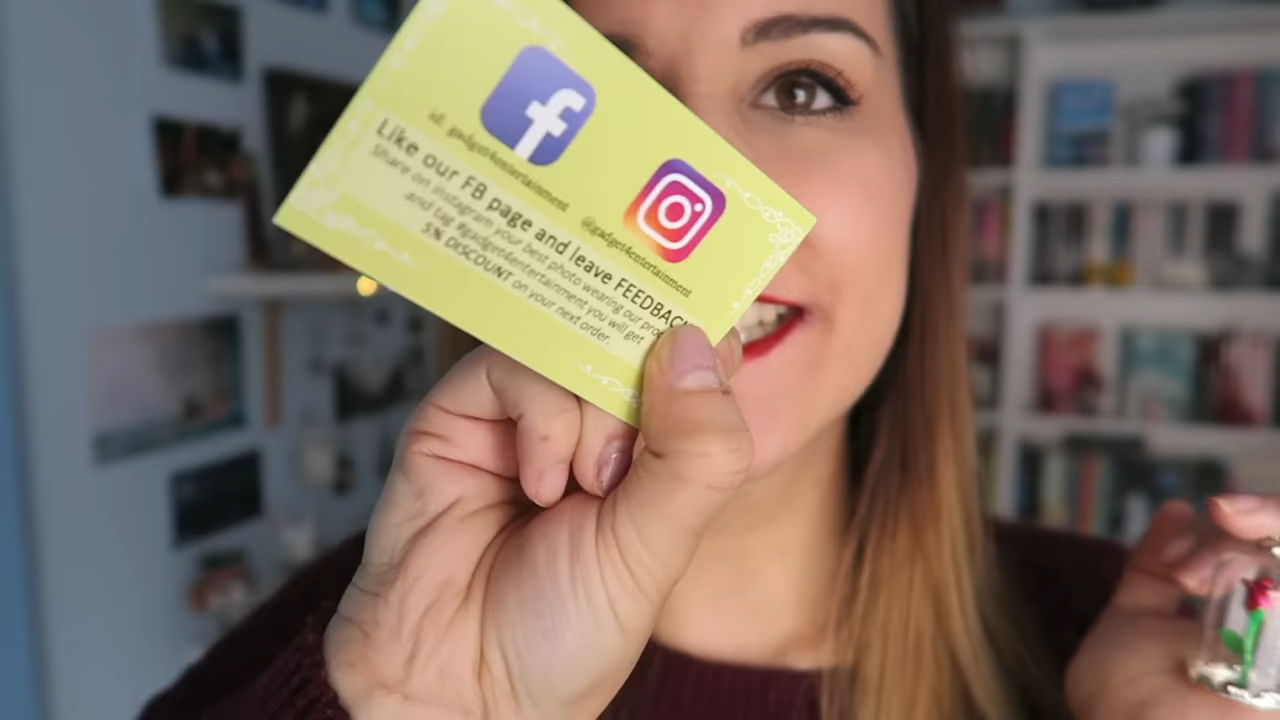 id: gadget4entertainment
@gadget4entertainment
Like our FB page and leave FEEDBACK
Share on instagram your best photo wearing our
and tag #gadget4entertainment you will get
5% DISCOUNT on your next order.